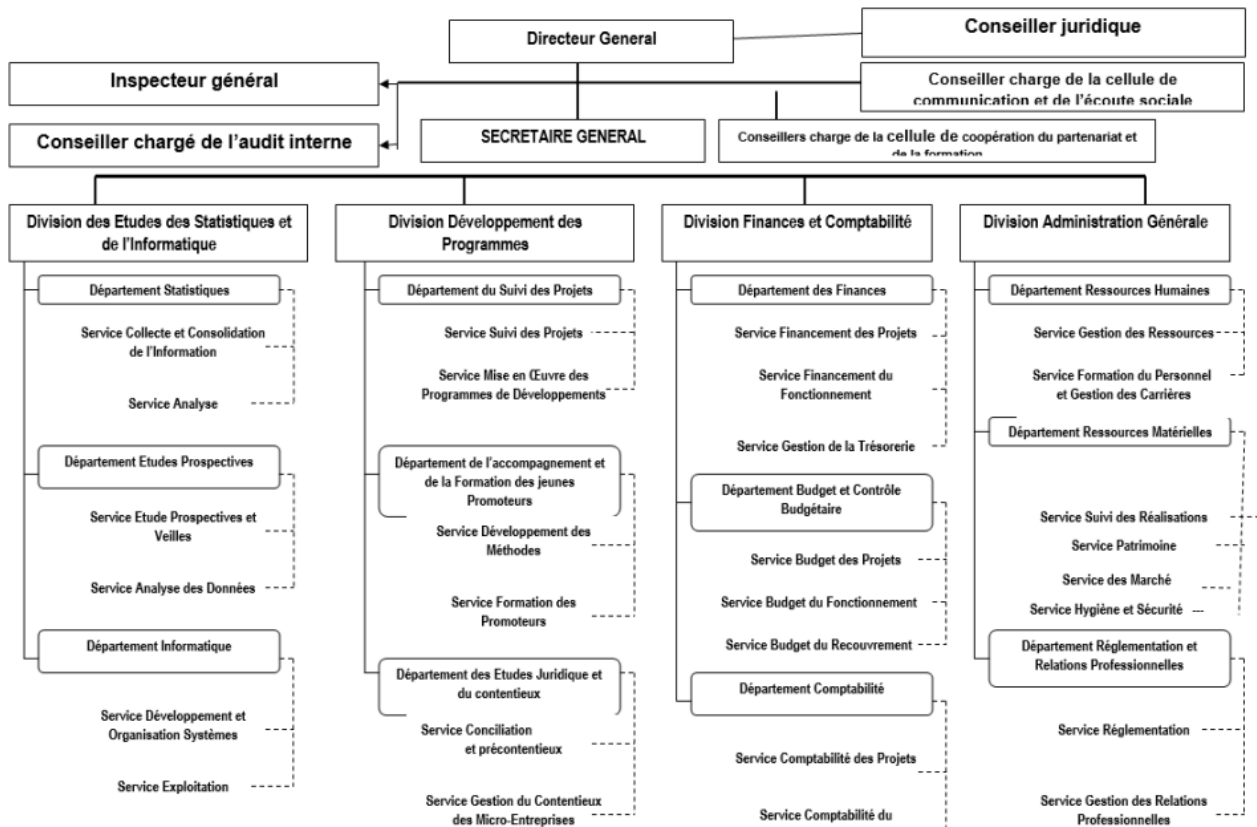 Directeur General
Conseiller juridique
Inspecteur général
Conseiller charge de la cellule de
communication et de l'écoute sociale
Conseiller chargé de l'audit interne
SECRETAIRE GENERAL
Conseillers charge de la cellule de coopération du partenariat et
de la formation
Division des Etudes des Statistiques et
de l'Informatique
Département Statistiques
Service Collecte et Consolidation
de l'Information
Service Analyse
Département Etudes Prospectives
Service Etude Prospectives et
Veilles
Service Analyse des Données
Département Informatique
Service Développement et
Organisation Systèmes
Service Exploitation
Division Développement des
Programmes
Département du Suivi des Projets
Service Suivi des Projets
Service Mise en Œuvre des
Programmes de Développements
Département de l'accompagnement et
de la Formation des jeunes
Promoteurs
Service Développement des
Méthodes
Service Formation des
Promoteurs
Département des Etudes Juridique et
du contentieux
Service Conciliation
et précontentieux
Service Gestion du Contentieux
des Micro-Entreprises
Division Finances et Comptabilité
Département des Finances
Service Financement des Projets
Service Financement du
Fonctionnement
Service Gestion de la Trésorerie
Département Budget et Contrôle
Budgétaire
Service Budget des Projets
Service Budget du Fonctionnement
Service Budget du Recouvrement
Département Comptabilité
Service Comptabilité des Projets
Service Comptabilité du
Division Administration Générale
Département Ressources Humaines
Service Gestion des Ressources
Service Formation du Personnel
et Gestion des Carrières
Département Ressources Matérielles
Service Suivi des Réalisations
Service Patrimoine
Service des Marché
Service Hygiène et Sécurité
Département Réglementation et
Relations Professionnelles
Service Réglementation
Service Gestion des Relations
Professionnelles